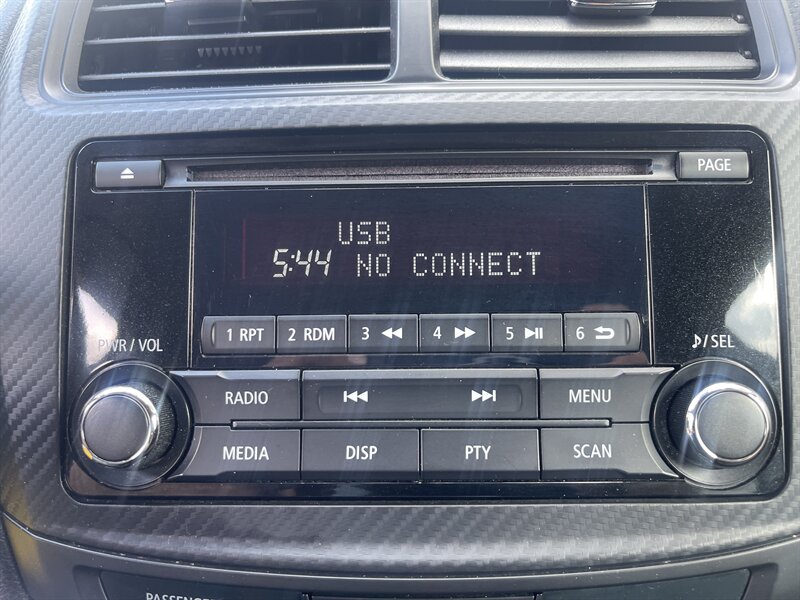 PAGE
USB
5:44 NO CONNECT
1 RPT 2 RDM 3 4 5 6
PWR / VOL
♪/SEL
RADIO
MENU
MEDIA DISP PTY SCAN
PASSENGER